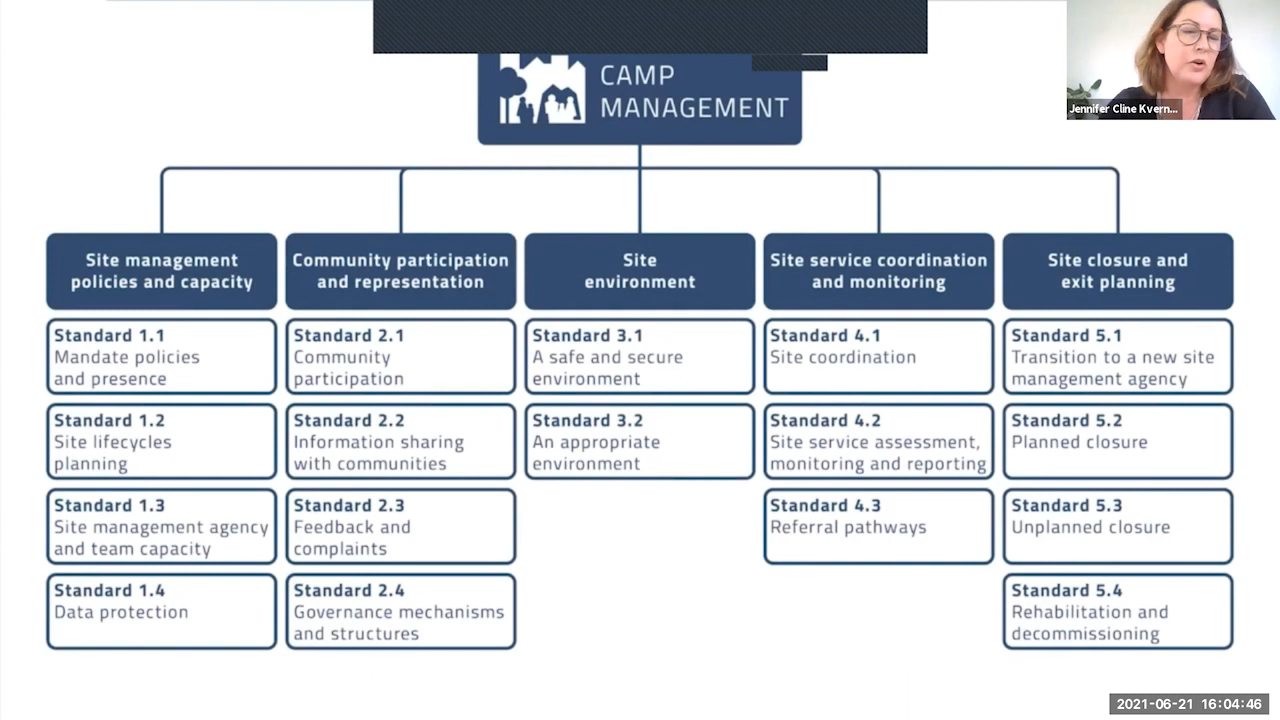 CAMP
MANAGEMENT
Jennifer Cline Kvern...
Site management
policies and capacity
Standard 1.1
Mandate policies
and presence
Standard 1.2
Site lifecycles
planning
Standard 1.3
Site management agency
and team capacity
Standard 1.4
Data protection
Community participation
and representation
Standard 2.1
Community
participation
Standard 2.2
Information sharing
with communities
Standard 2.3
Feedback and
complaints
Standard 2.4
Governance mechanisms
and structures
Site
environment
Standard 3.1
A safe and secure
environment
Standard 3.2
An appropriate
environment
Site service coordination
and monitoring
Standard 4.1
Site coordination
Standard 4.2
Site service assessment,
monitoring and reporting
Standard 4.3
Referral pathways
Site closure and
exit planning
Standard 5.1
Transition to a new site
management agency
Standard 5.2
Planned closure
Standard 5.3
Unplanned closure
Standard 5.4
Rehabilitation and
decommissioning
2021-06-21 16:04:46